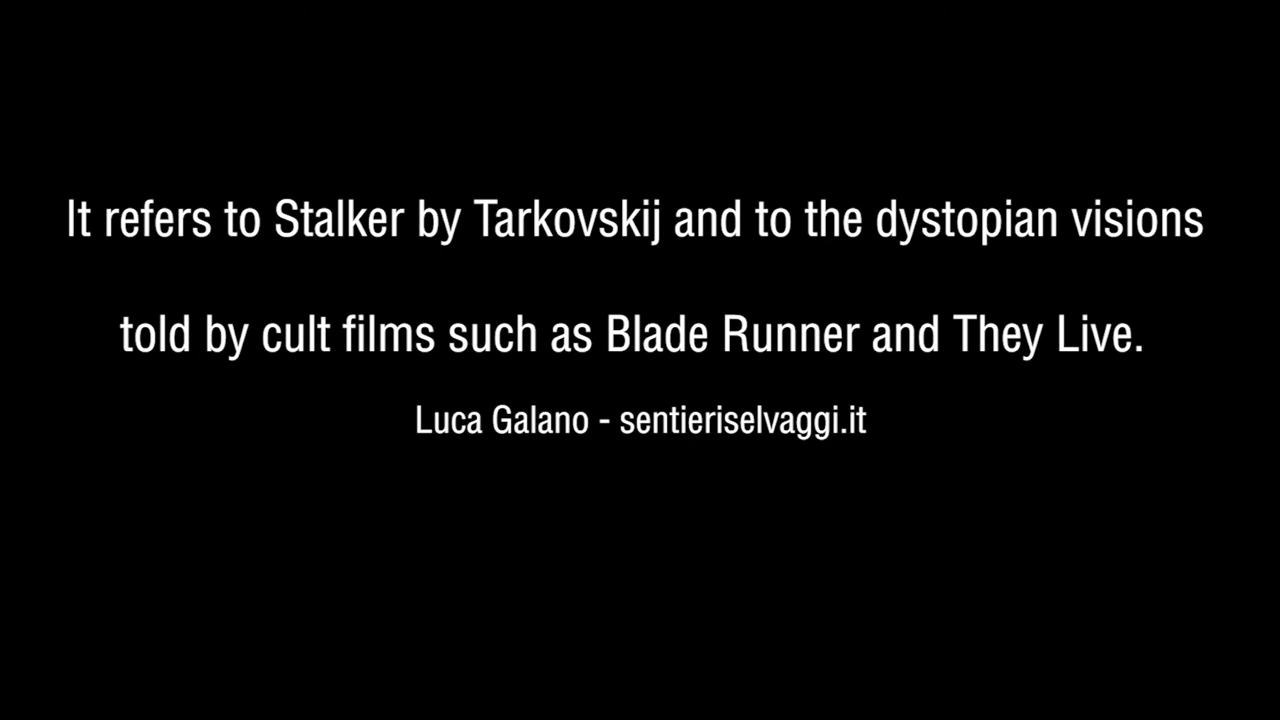 It refers to Stalker by Tarkovskij and to the dystopian visions
told by cult films such as Blade Runner and They Live.
Luca Galano - sentieriselvaggi.it